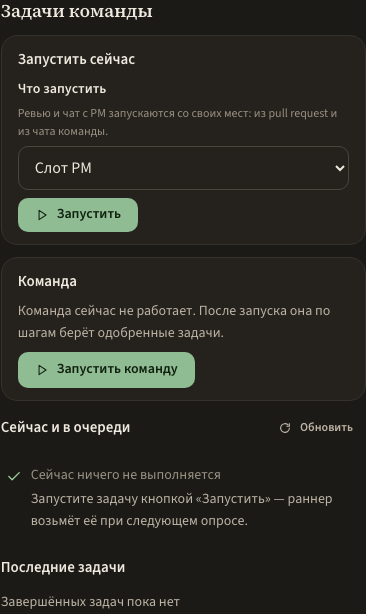 Задачи команды
Запустить сейчас
Что запустить
Ревью и чат с PM запускаются со своих мест: из pull request и
из чата команды.
Слот PM
Запустить
Команда
Команда сейчас не работает. После запуска она по
шагам берёт одобренные задачи.
Запустить команду
Сейчас и в очереди
Обновить
Сейчас ничего не выполняется
Запустите задачу кнопкой «Запустить» — раннер
возьмёт её при следующем опросе.
Последние задачи
Завершённых задач пока нет